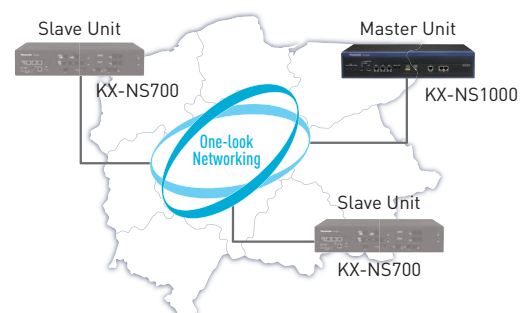 Slave Unit
Master Unit
KX-NS700
KX-NS1000
One-look
Networking
Slave Unit
KX-NS700